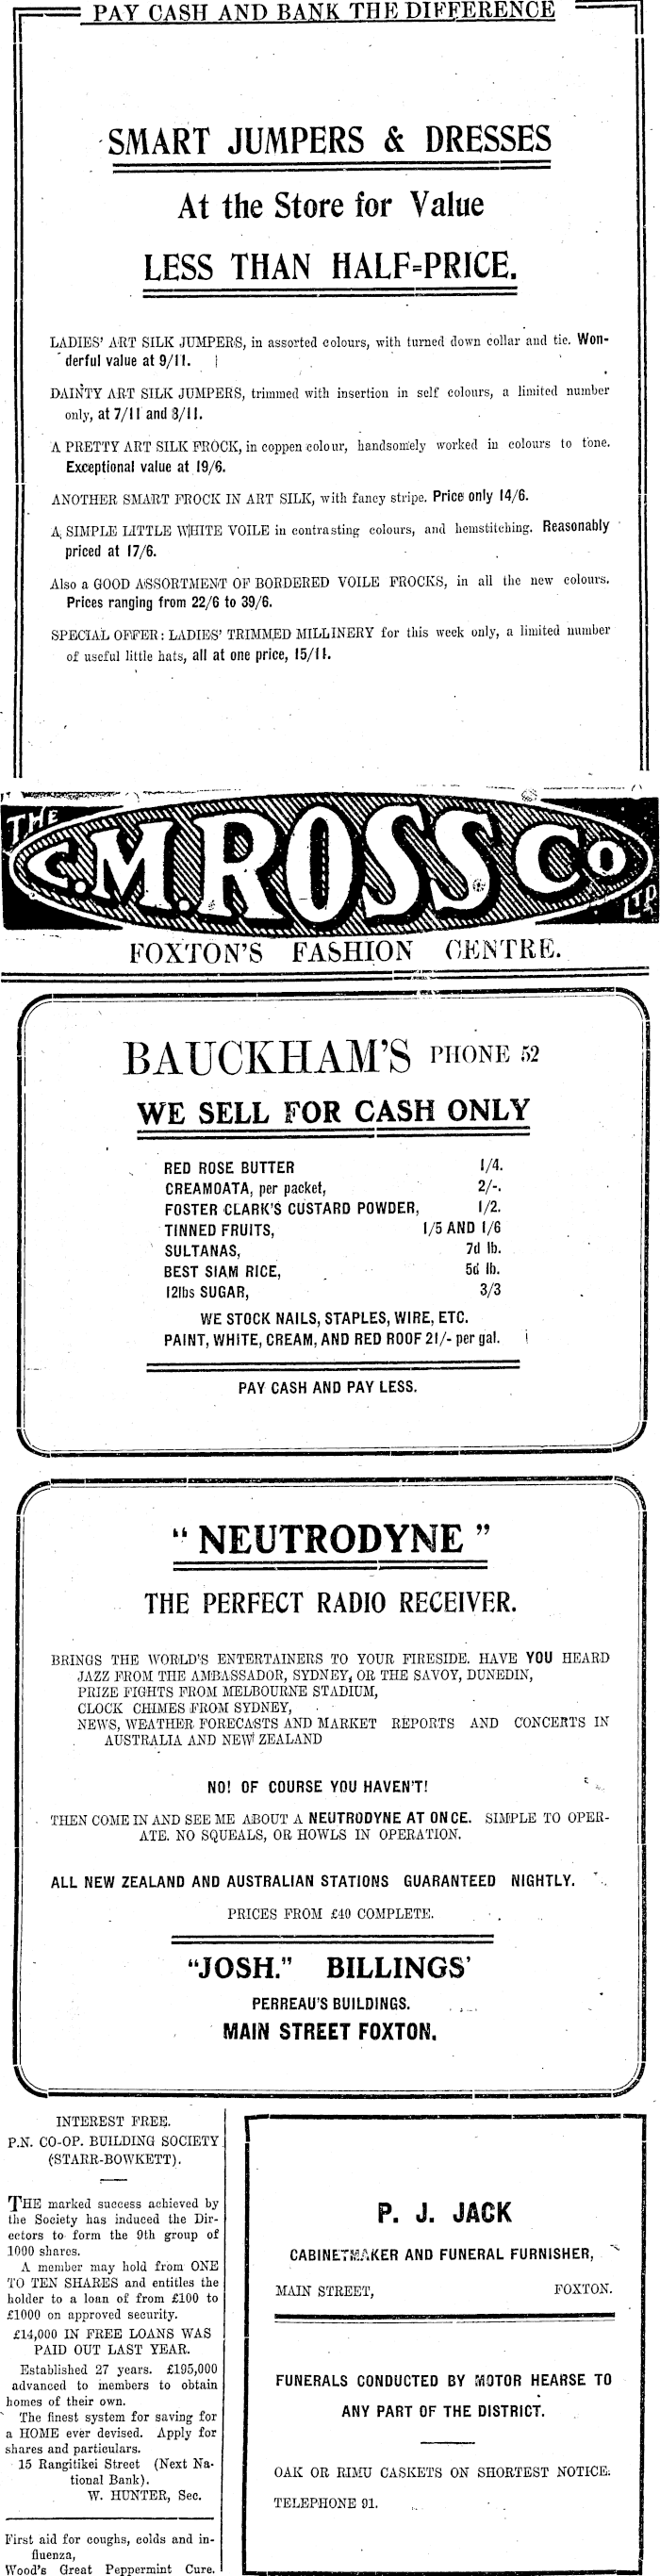 PAY CASH AND BANK THE DIFFERENCE
SMART JUMPERS & DRESSES
At the Store for Value
LESS THAN HALF=PRICE.
LADIES' ART SILK JUMPERS, in assorted colours, with turned down collar and tie. Won-
derful value at 9/11.
DAINTY ART SILK JUMPERS, trimmed with insertion in self colours, a limited number
only, at 7/11 and 8/11.
A PRETTY ART SILK FROCK, in coppen colour, handsomely worked in colours to tone.
Exceptional value at 19/6.
ANOTHER SMART FROCK IN ART SILK, with fancy stripe. Price only 14/6.
A SIMPLE LITTLE WHITE VOILE in contrasting colours, and hemstitching. Reasonably
priced at 17/6.
Also a GOOD ASSORTMENT OF BORDERED VOILE FROCKS, in all the new colours.
Prices ranging from 22/6 to 39/6.
SPECIAL OFFER: LADIES' TRIMMED MILLINERY for this week only, a limited number
of useful little hats, all at one price, 15/11.
THE C.M. ROSS Co LTD
FOXTON'S FASHION CENTRE.
BAUCKHAM'S PHONE 52
WE SELL FOR CASH ONLY
RED ROSE BUTTER 1/4.
CREAMOATA, per packet, 2/-.
FOSTER CLARK'S CUSTARD POWDER, 1/2.
TINNED FRUITS, 1/5 AND 1/6
SULTANAS, 7d lb.
BEST SIAM RICE, 5d lb.
12lbs SUGAR, 3/3
WE STOCK NAILS, STAPLES, WIRE, ETC.
PAINT, WHITE, CREAM, AND RED ROOF 21/- per gal.
PAY CASH AND PAY LESS.
"NEUTRODYNE"
THE PERFECT RADIO RECEIVER.
BRINGS THE WORLD'S ENTERTAINERS TO YOUR FIRESIDE. HAVE YOU HEARD
JAZZ FROM THE AMBASSADOR, SYDNEY, OR THE SAVOY, DUNEDIN,
PRIZE FIGHTS FROM MELBOURNE STADIUM,
CLOCK CHIMES FROM SYDNEY,
NEWS, WEATHER FORECASTS AND MARKET REPORTS AND CONCERTS IN
AUSTRALIA AND NEW ZEALAND
NO! OF COURSE YOU HAVEN'T!
THEN COME IN AND SEE ME ABOUT A NEUTRODYNE AT ONCE. SIMPLE TO OPER-
ATE. NO SQUEALS, OR HOWLS IN OPERATION.
ALL NEW ZEALAND AND AUSTRALIAN STATIONS GUARANTEED NIGHTLY.
PRICES FROM £40 COMPLETE.
"JOSH." BILLINGS'
PERREAU'S BUILDINGS.
MAIN STREET FOXTON.
INTEREST FREE.
P.N. CO-OP. BUILDING SOCIETY
(STARR-BOWKETT).
THE marked success achieved by
the Society has induced the Dir-
ectors to form the 9th group of
1000 shares.
A member may hold from ONE
TO TEN SHARES and entitles the
holder to a loan of from £100 to
£1000 on approved security.
£14,000 IN FREE LOANS WAS
PAID OUT LAST YEAR.
Established 27 years. £195,000
advanced to members to obtain
homes of their own.
The finest system for saving for
a HOME ever devised. Apply for
shares and particulars.
15 Rangitikei Street (Next Na-
tional Bank).
W. HUNTER, Sec.
First aid for coughs, colds and in-
fluenza,
Wood's Great Peppermint Cure.
P. J. JACK
CABINETMAKER AND FUNERAL FURNISHER,
MAIN STREET, FOXTON.
FUNERALS CONDUCTED BY MOTOR HEARSE TO
ANY PART OF THE DISTRICT.
OAK OR RIMU CASKETS ON SHORTEST NOTICE.
TELEPHONE 91.